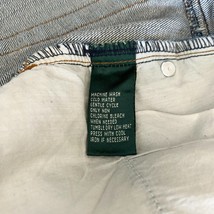 MACHINE WASH
COLD WATER
GENTLE CYCLE
ONLY NON
CHLORINE BLEACH
WHEN NEEDED
TUMBLE DRY LOW HEAT
PRESS WITH COOL
IRON IF NECESSARY